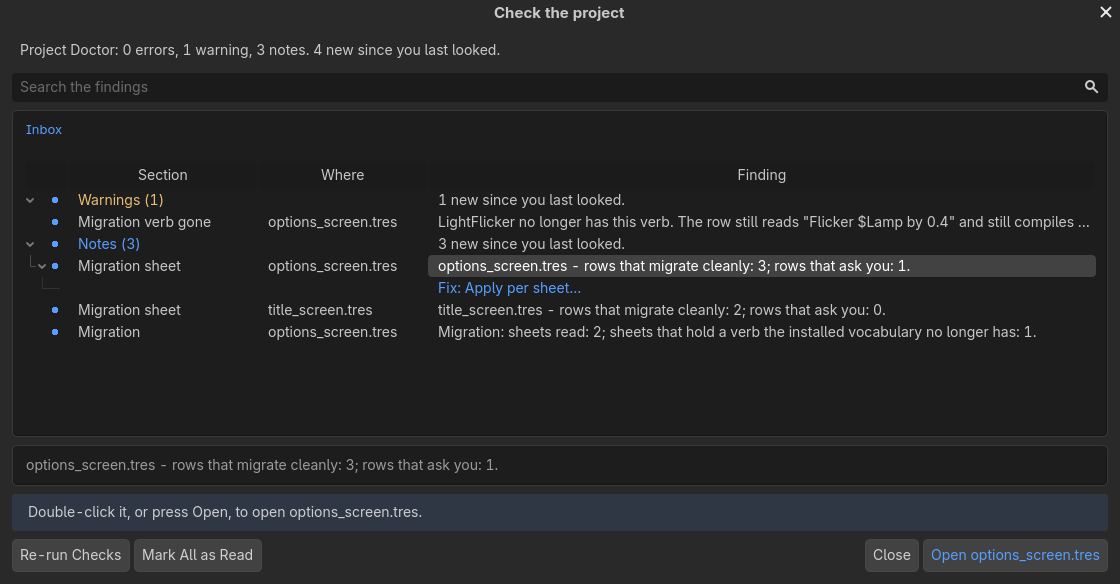 Check the project
Project Doctor: 0 errors, 1 warning, 3 notes. 4 new since you last looked.
Search the findings
Inbox
Section Where Finding
Warnings (1) 1 new since you last looked.
Migration verb gone options_screen.tres LightFlicker no longer has this verb. The row still reads "Flicker $Lamp by 0.4" and still compiles ...
Notes (3) 3 new since you last looked.
Migration sheet options_screen.tres options_screen.tres - rows that migrate cleanly: 3; rows that ask you: 1.
Fix: Apply per sheet...
Migration sheet title_screen.tres title_screen.tres - rows that migrate cleanly: 2; rows that ask you: 0.
Migration options_screen.tres Migration: sheets read: 2; sheets that hold a verb the installed vocabulary no longer has: 1.
options_screen.tres - rows that migrate cleanly: 3; rows that ask you: 1.
Double-click it, or press Open, to open options_screen.tres.
Re-run Checks Mark All as Read Close Open options_screen.tres